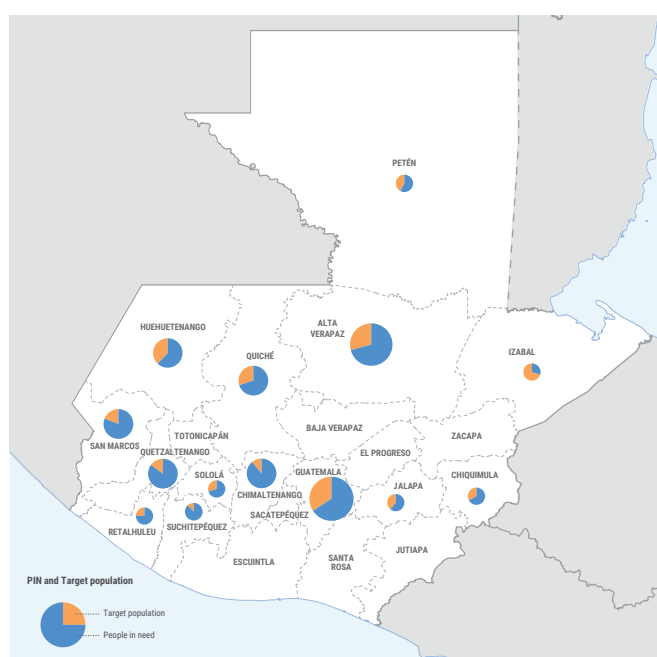 PETÉN
ALTA
VERAPAZ
HUEHUETENANGO
QUICHÉ
IZABAL
BAJA VERAPAZ
TOTONICAPÁN
ZACAPA
SAN MARCOS
QUETZALTENANGO
EL PROGRESO
SOLOLÁ
GUATEMALA
CHIQUIMULA
CHIMALTENANGO
JALAPA
SACATEPÉQUEZ
RETALHULEU
SUCHITEPÉQUEZ
JUTIAPA
ESCUINTLA
SANTA
ROSA
PIN and Target population
Target population
People in need